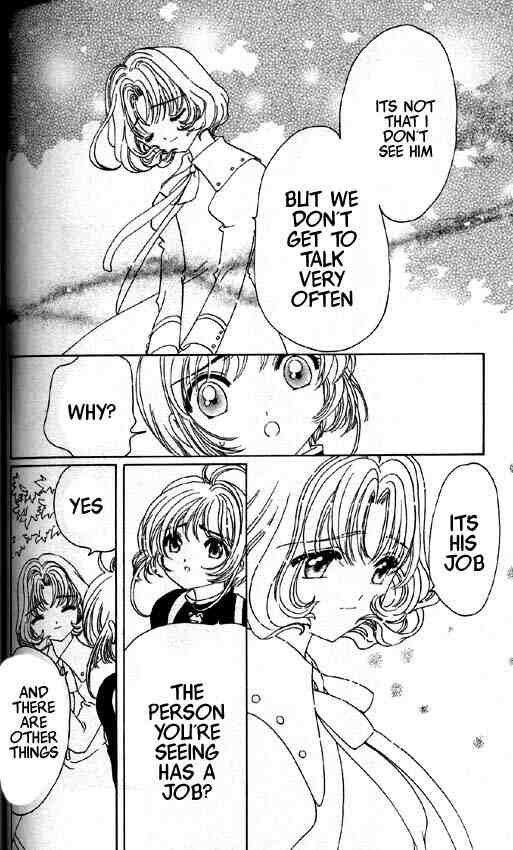 ITS NOT
THAT I
DON'T
SEE HIM
BUT WE
DON'T
GET TO
TALK
VERY
OFTEN
WHY?
ITS
HIS
JOB
THE
PERSON
YOU'RE
SEEING
HAS A
JOB?
YES
AND
THERE
ARE
OTHER
THINGS